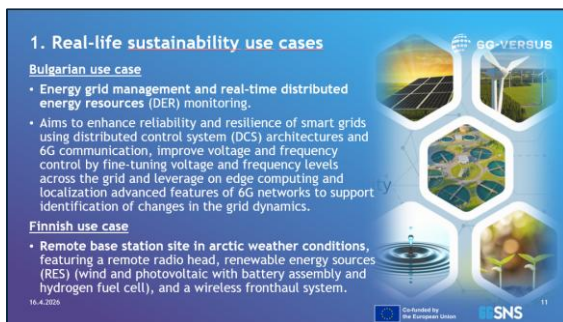 1. Real-life sustainability use cases
6G-VERSUS
Bulgarian use case
• Energy grid management and real-time distributed
energy resources (DER) monitoring.
• Aims to enhance reliability and resilience of smart grids
using distributed control system (DCS) architectures and
6G communication, improve voltage and frequency
control by fine-tuning voltage and frequency levels
across the grid and leverage on edge computing and
localization advanced features of 6G networks to support
identification of changes in the grid dynamics.
Finnish use case
• Remote base station site in arctic weather conditions,
featuring a remote radio head, renewable energy sources
(RES) (wind and photovoltaic with battery assembly and
hydrogen fuel cell), and a wireless fronthaul system.
16.4.2026
Co-funded by
the European Union
SNS
11